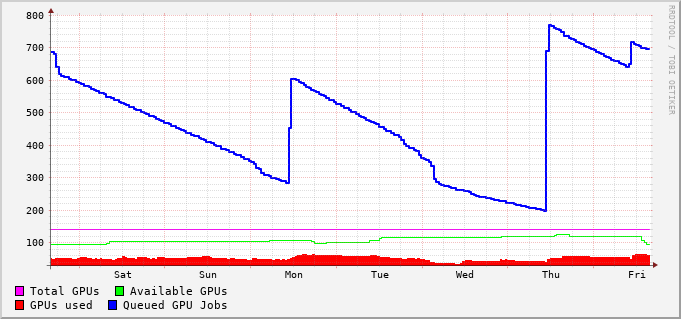 800
700
600
500
400
300
200
100
Sat Sun Mon Tue Wed Thu Fri
Total GPUs Available GPUs
GPUs used Queued GPU Jobs
RRDTOOL / TOBI OETIKER